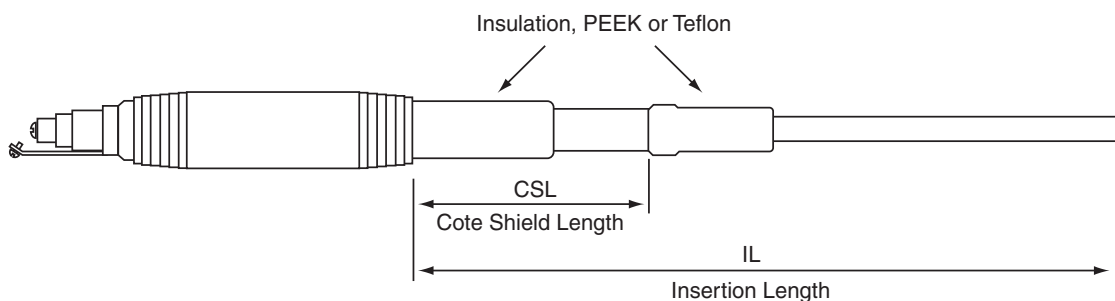 Insulation, PEEK or Teflon
CSL
Cote Shield Length
IL
Insertion Length